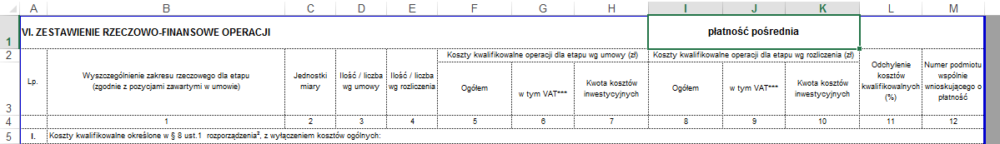 A B C D E F G H I J K L M
1 VI. ZESTAWIENIE RZECZOWO-FINANSOWE OPERACJI płatność pośrednia
2 Koszty kwalifikowalne operacji dla etapu wg umowy (zł) Koszty kwalifikowalne operacji dla etapu wg rozliczenia (zł)
3
Lp.
Wyszczególnienie zakresu rzeczowego dla etapu
(zgodnie z pozycjami zawartymi w umowie)
Jednostki
miary
Ilość / liczba
wg umowy
Ilość / liczba
wg rozliczenia
Ogółem
w tym VAT***
Kwota kosztów
inwestycyjnych
Ogółem
w tym VAT***
Kwota kosztów
inwestycyjnych
Odchylenie
kosztów
kwalifikowalnych
(%)
Numer podmiotu
wspólnie
wnioskującego o
płatność
4 1 2 3 4 5 6 7 8 9 10 11 12
5 I. Koszty kwalifikowalne określone w § 8 ust.1 rozporządzenia², z wyłączeniem kosztów ogólnych: